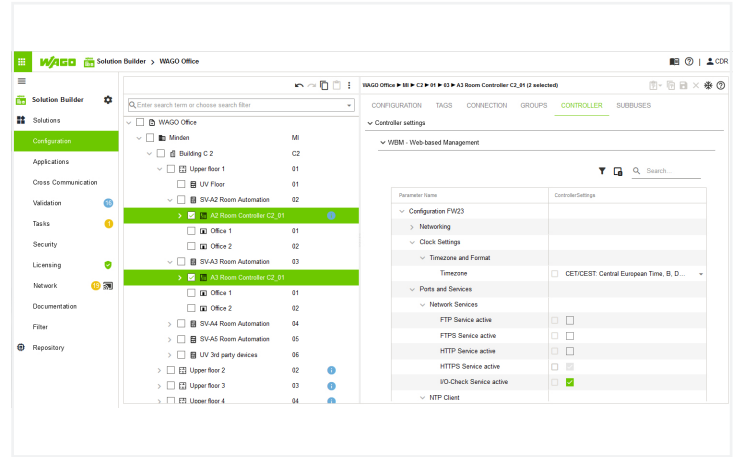 WAGO Solution Builder > WAGO Office
CDR
Solution Builder
Solutions
Configuration
Applications
Cross Communication
Validation 16
Tasks 1
Security
Licensing
Network 19
Documentation
Filter
Repository
Enter search term or choose search filter
WAGO Office
Minden MI
Building C 2 C2
Upper floor 1 01
UV Floor 01
SV-A2 Room Automation 02
A2 Room Controller C2_01
Office 1 01
Office 2 02
SV-A3 Room Automation 03
A3 Room Controller C2_01
Office 1 01
Office 2 02
SV-A4 Room Automation 04
SV-A5 Room Automation 05
UV 3rd party devices 06
Upper floor 2 02
Upper floor 3 03
Upper floor 4 04
WAGO Office ▶ MI ▶ C2 ▶ 01 ▶ 03 ▶ A3 Room Controller C2_01 (2 selected)
CONFIGURATION TAGS CONNECTION GROUPS CONTROLLER SUBBUSES
Controller settings
WBM - Web-based Management
Search...
Parameter Name ControllerSettings
Configuration FW23
Networking
Clock Settings
Timezone and Format
Timezone CET/CEST: Central European Time, B, D...
Ports and Services
Network Services
FTP Service active
FTPS Service active
HTTP Service active
HTTPS Service active
I/O-Check Service active
NTP Client